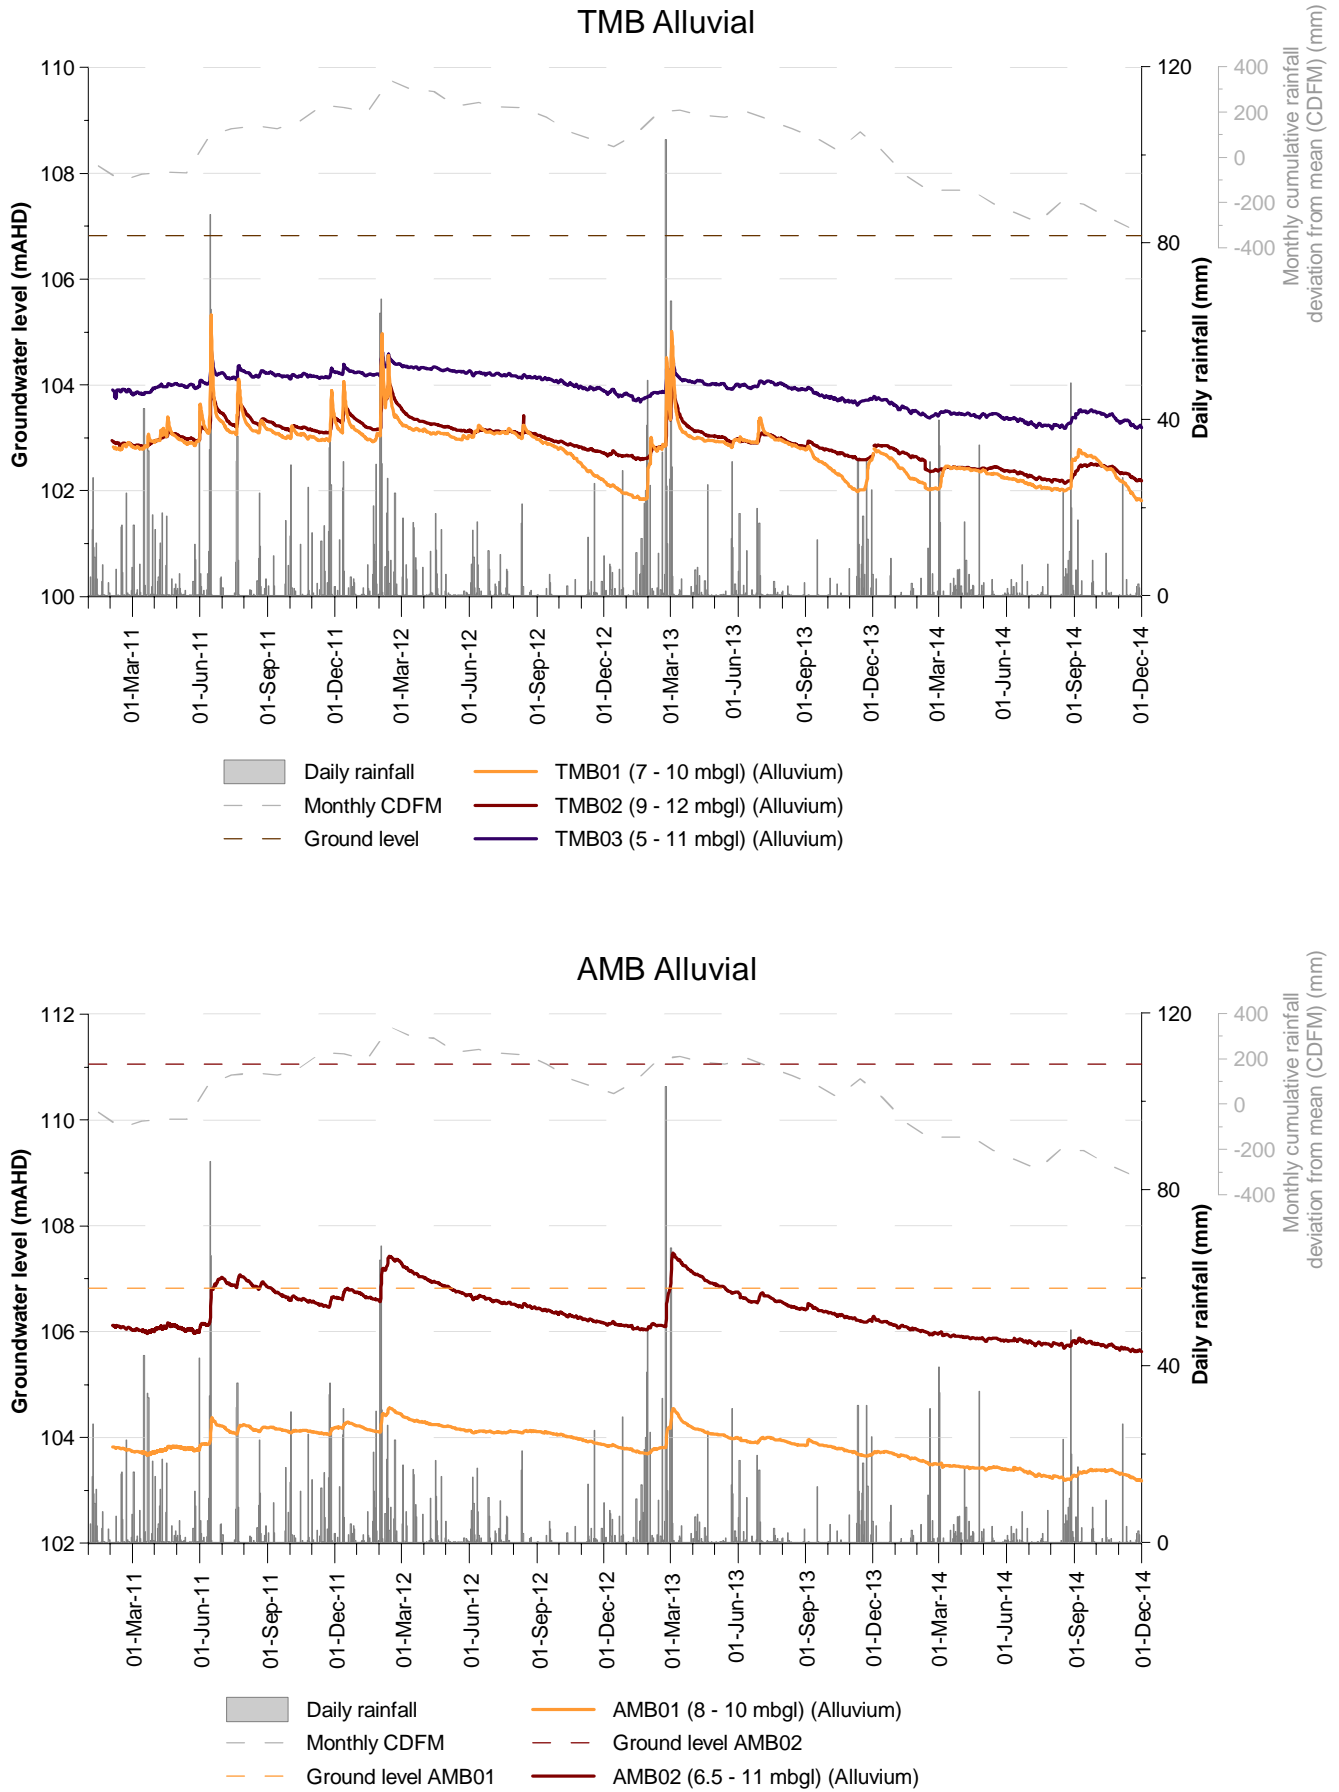 TMB Alluvial
110
108
106
104
102
100
Groundwater level (mAHD)
120
80
40
0
Daily rainfall (mm)
400
200
0
-200
-400
Monthly cumulative rainfall
deviation from mean (CDFM) (mm)
01-Mar-11
01-Jun-11
01-Sep-11
01-Dec-11
01-Mar-12
01-Jun-12
01-Sep-12
01-Dec-12
01-Mar-13
01-Jun-13
01-Sep-13
01-Dec-13
01-Mar-14
01-Jun-14
01-Sep-14
01-Dec-14
Daily rainfall
Monthly CDFM
Ground level
TMB01 (7 - 10 mbgl) (Alluvium)
TMB02 (9 - 12 mbgl) (Alluvium)
TMB03 (5 - 11 mbgl) (Alluvium)
AMB Alluvial
112
110
108
106
104
102
Groundwater level (mAHD)
120
80
40
0
Daily rainfall (mm)
400
200
0
-200
-400
Monthly cumulative rainfall
deviation from mean (CDFM) (mm)
01-Mar-11
01-Jun-11
01-Sep-11
01-Dec-11
01-Mar-12
01-Jun-12
01-Sep-12
01-Dec-12
01-Mar-13
01-Jun-13
01-Sep-13
01-Dec-13
01-Mar-14
01-Jun-14
01-Sep-14
01-Dec-14
Daily rainfall
Monthly CDFM
Ground level AMB01
AMB01 (8 - 10 mbgl) (Alluvium)
Ground level AMB02
AMB02 (6.5 - 11 mbgl) (Alluvium)